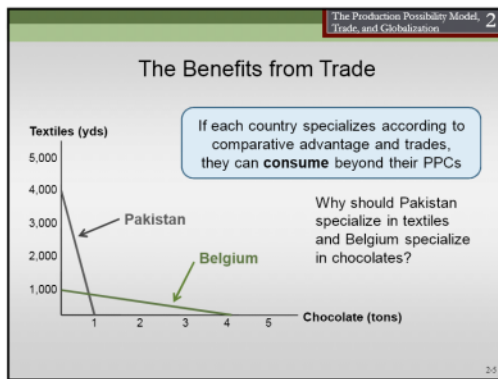 The Production Possibility Model,
Trade, and Globalization
2
The Benefits from Trade
If each country specializes according to
comparative advantage and trades,
they can consume beyond their PPCs
Textiles (yds)
5,000
4,000
3,000
2,000
1,000
Pakistan
Belgium
Why should Pakistan
specialize in textiles
and Belgium specialize
in chocolates?
1
2
3
4
5
Chocolate (tons)
2-5